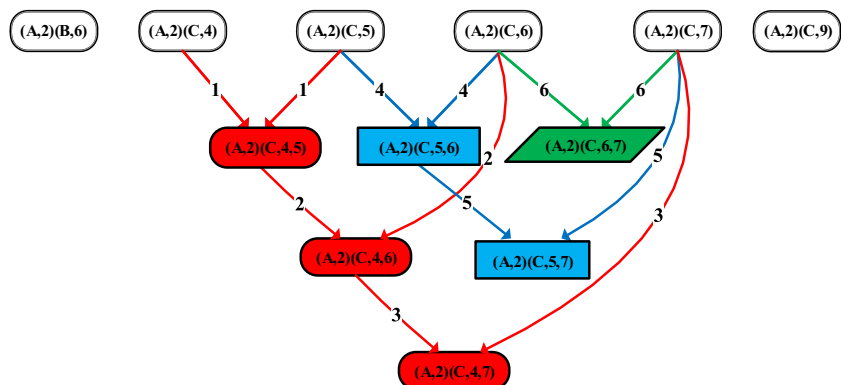 (A,2)(B,6) (A,2)(C,4) (A,2)(C,5) (A,2)(C,6) (A,2)(C,7) (A,2)(C,9)
1 1 4 4 6 6
(A,2)(C,4,5) (A,2)(C,5,6) (A,2)(C,6,7)
2 5
2 5 3
(A,2)(C,4,6) (A,2)(C,5,7)
3
(A,2)(C,4,7)